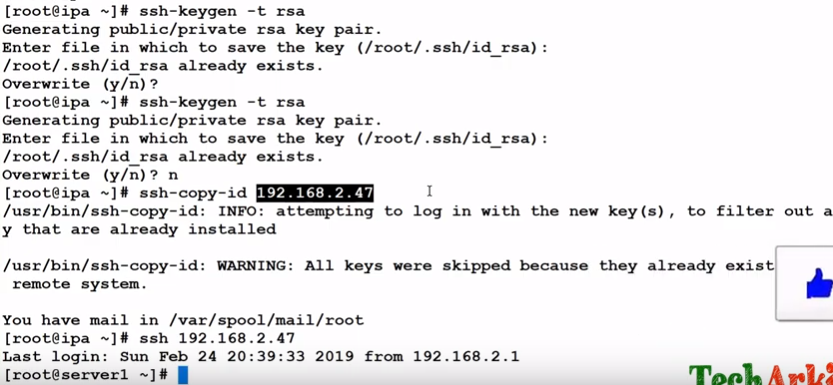 [root@ipa ~]# ssh-keygen -t rsa
Generating public/private rsa key pair.
Enter file in which to save the key (/root/.ssh/id_rsa):
/root/.ssh/id_rsa already exists.
Overwrite (y/n)?
[root@ipa ~]# ssh-keygen -t rsa
Generating public/private rsa key pair.
Enter file in which to save the key (/root/.ssh/id_rsa):
/root/.ssh/id_rsa already exists.
Overwrite (y/n)? n
[root@ipa ~]# ssh-copy-id 192.168.2.47
/usr/bin/ssh-copy-id: INFO: attempting to log in with the new key(s), to filter out a
y that are already installed
/usr/bin/ssh-copy-id: WARNING: All keys were skipped because they already exist
remote system.
You have mail in /var/spool/mail/root
[root@ipa ~]# ssh 192.168.2.47
Last login: Sun Feb 24 20:39:33 2019 from 192.168.2.1
[root@server1 ~]#